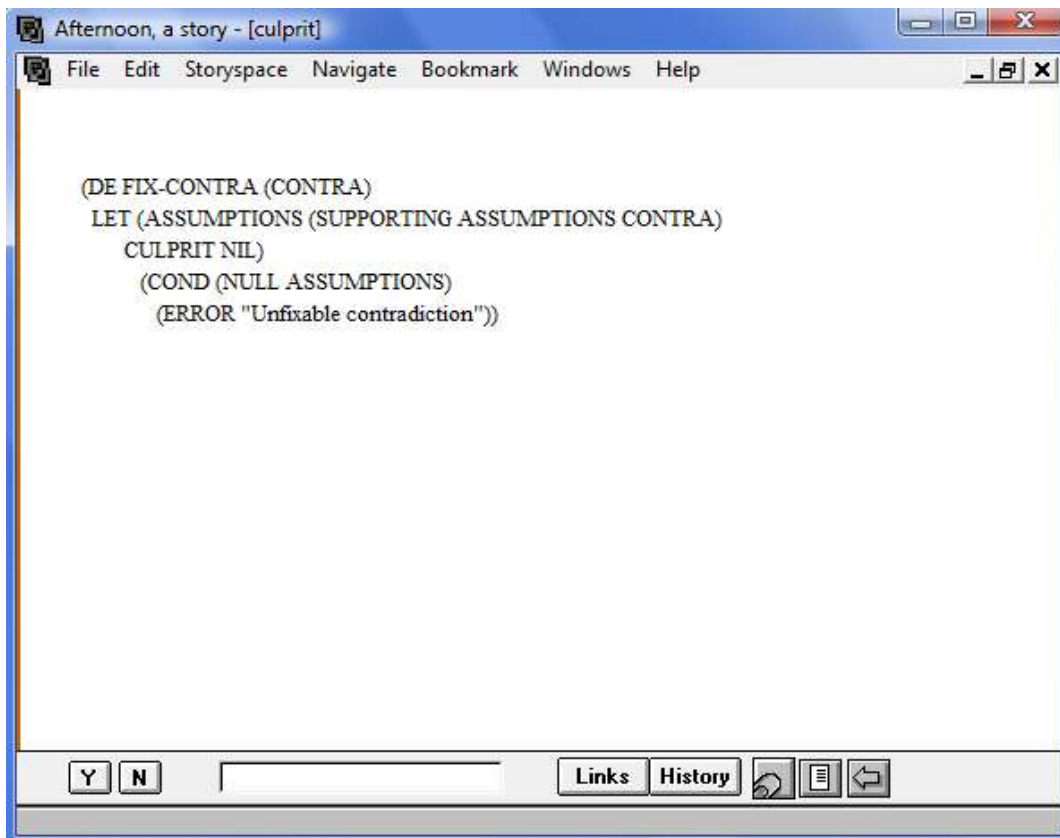 Afternoon, a story - [culprit]
File Edit Storyspace Navigate Bookmark Windows Help
(DE FIX-CONTRA (CONTRA)
LET (ASSUMPTIONS (SUPPORTING ASSUMPTIONS CONTRA)
CULPRIT NIL)
(COND (NULL ASSUMPTIONS)
(ERROR "Unfixable contradiction"))
Y N Links History